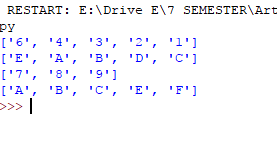 RESTART: E:\Drive E\7 SEMESTER\Art
py
['6', '4', '3', '2', '1']
['E', 'A', 'B', 'D', 'C']
['7', '8', '9']
['A', 'B', 'C', 'E', 'F']
>>>